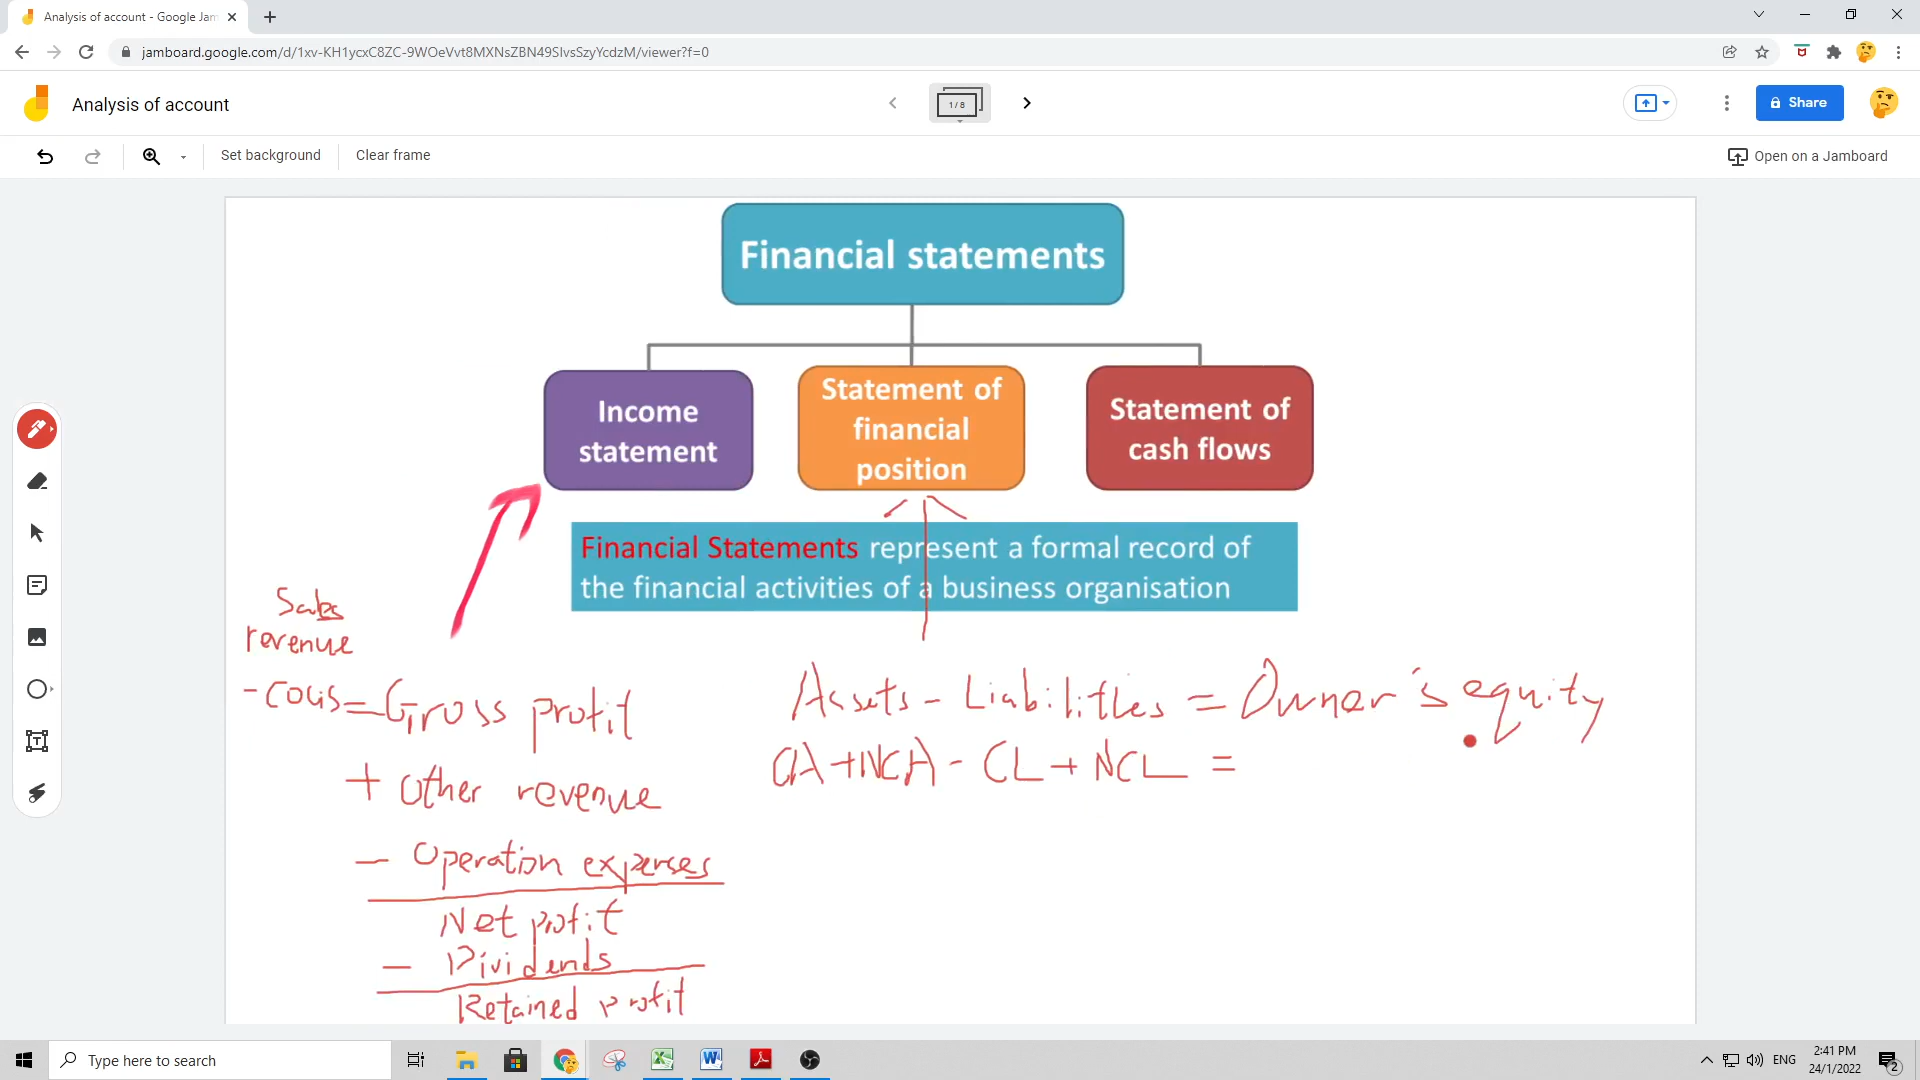 Analysis of account - Google Jam
jamboard.google.com/d/1xv-KH1ycxC8ZC-9WOeVvt8MXNsZBN49SlvsSzyYcdzM/viewer?f=0
Analysis of account
1 / 8
Share
Set background
Clear frame
Open on a Jamboard
Financial statements
Income
statement
Statement of
financial
position
Statement of
cash flows
Financial Statements represent a formal record of
the financial activities of a business organisation
Sales
revenue
- COGS = Gross profit
+ Other revenue
- Operation expenses
Net profit
- Dividends
Retained profit
Assets - Liabilities = Owner's equity
CA + NCA - CL + NCL =
Type here to search
ENG
2:41 PM
24/1/2022
2